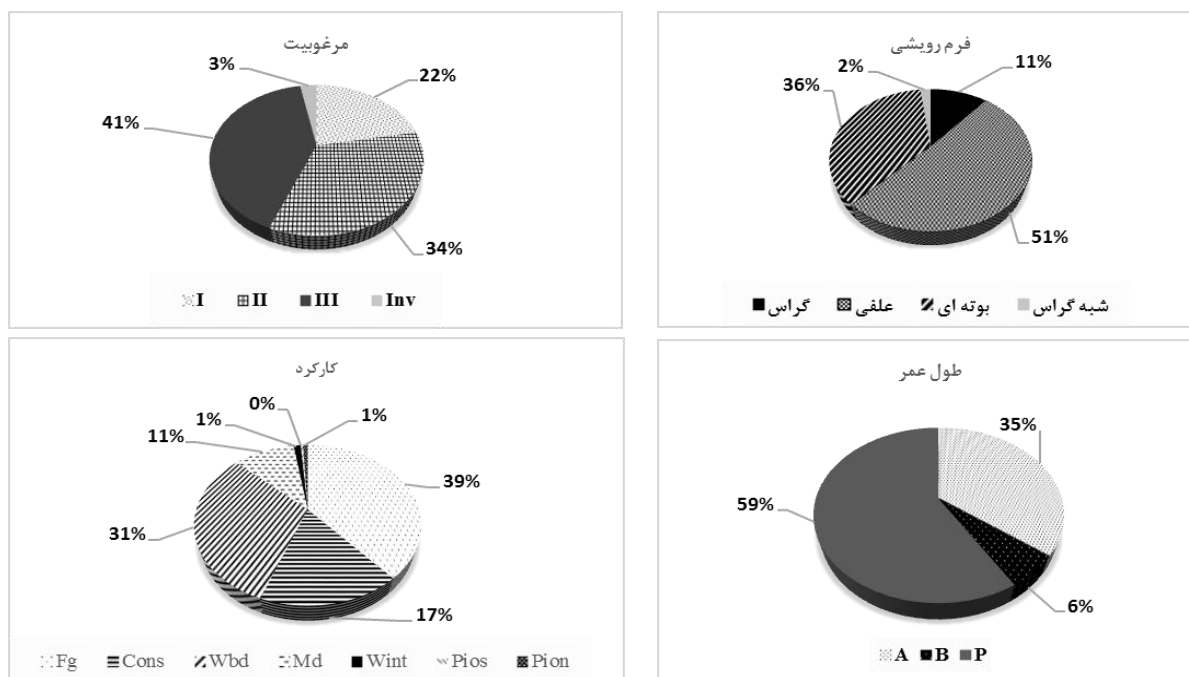 مرغوبیت
3%
22%
41%
34%
I II III Inv
فرم رویشی
2%
11%
36%
51%
گراس علفی بوته ای شبه گراس
کارکرد
0%
1%
1%
11%
39%
31%
17%
Fg Cons Wbd Md Wint Pios Pion
طول عمر
35%
59%
6%
A B P